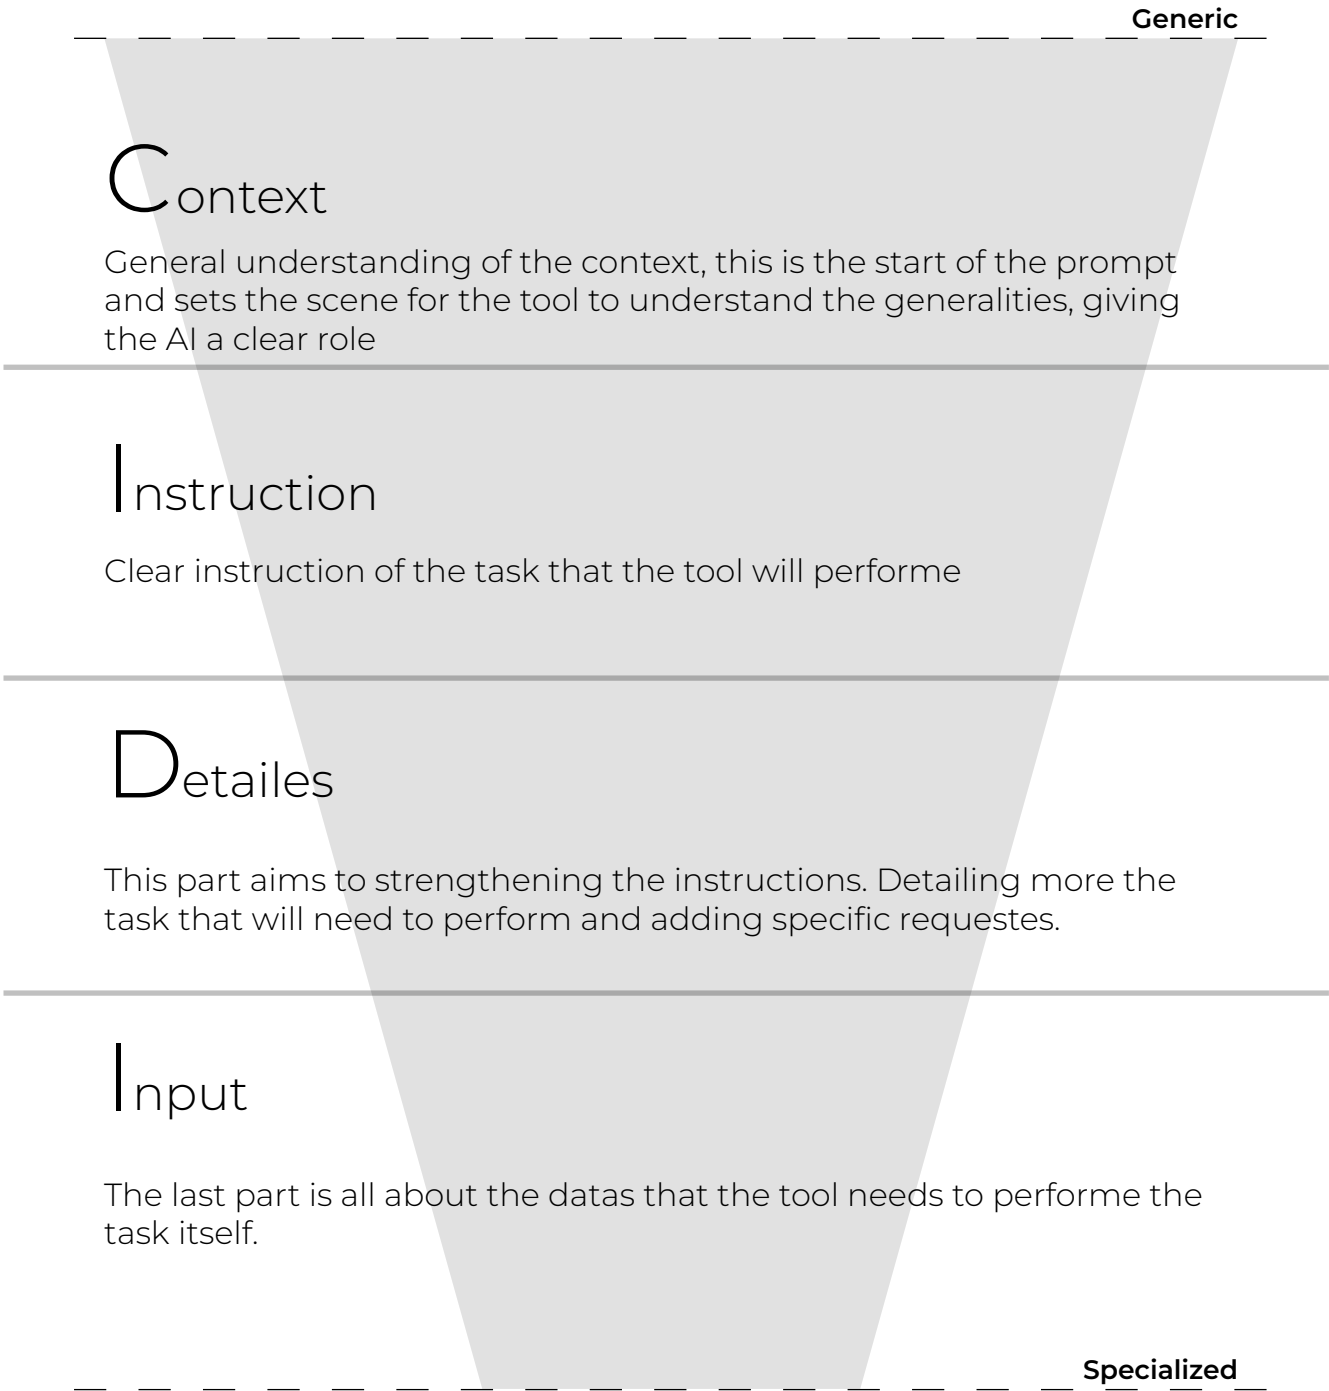 Generic
Context
General understanding of the context, this is the start of the prompt
and sets the scene for the tool to understand the generalities, giving
the AI a clear role
Instruction
Clear instruction of the task that the tool will performe
Detailes
This part aims to strengthening the instructions. Detailing more the
task that will need to perform and adding specific requestes.
Input
The last part is all about the datas that the tool needs to performe the
task itself.
Specialized